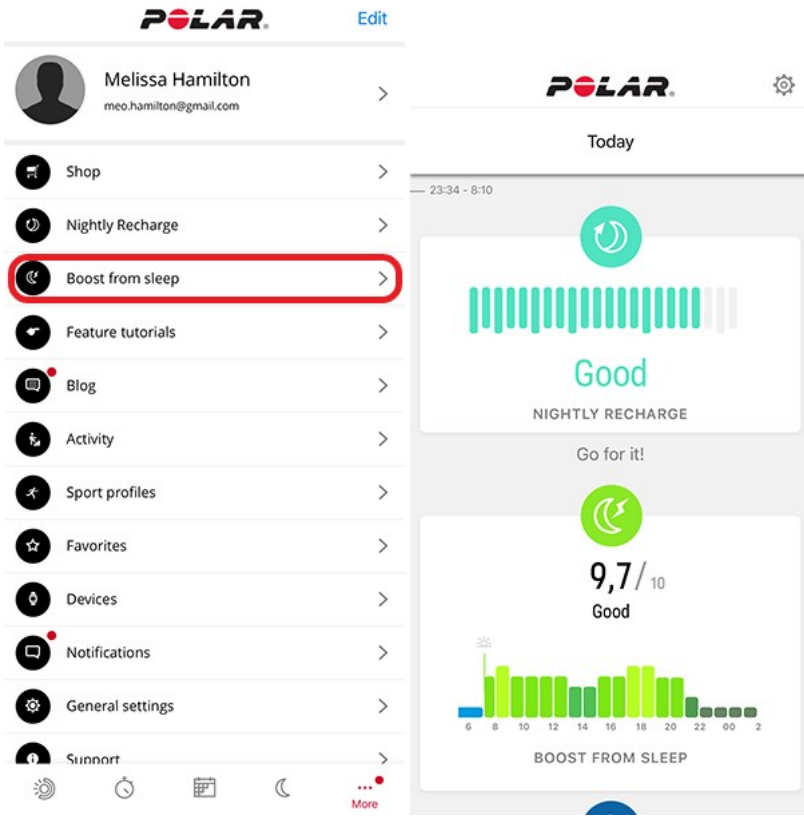 POLAR.
Edit
Melissa Hamilton
meo.hamilton@gmail.com
Shop
Nightly Recharge
Boost from sleep
Feature tutorials
Blog
Activity
Sport profiles
Favorites
Devices
Notifications
General settings
Support
More
POLAR.
Today
23:34 - 8:10
Good
NIGHTLY RECHARGE
Go for it!
9,7/ 10
Good
6 8 10 12 14 16 18 20 22 00 2
BOOST FROM SLEEP